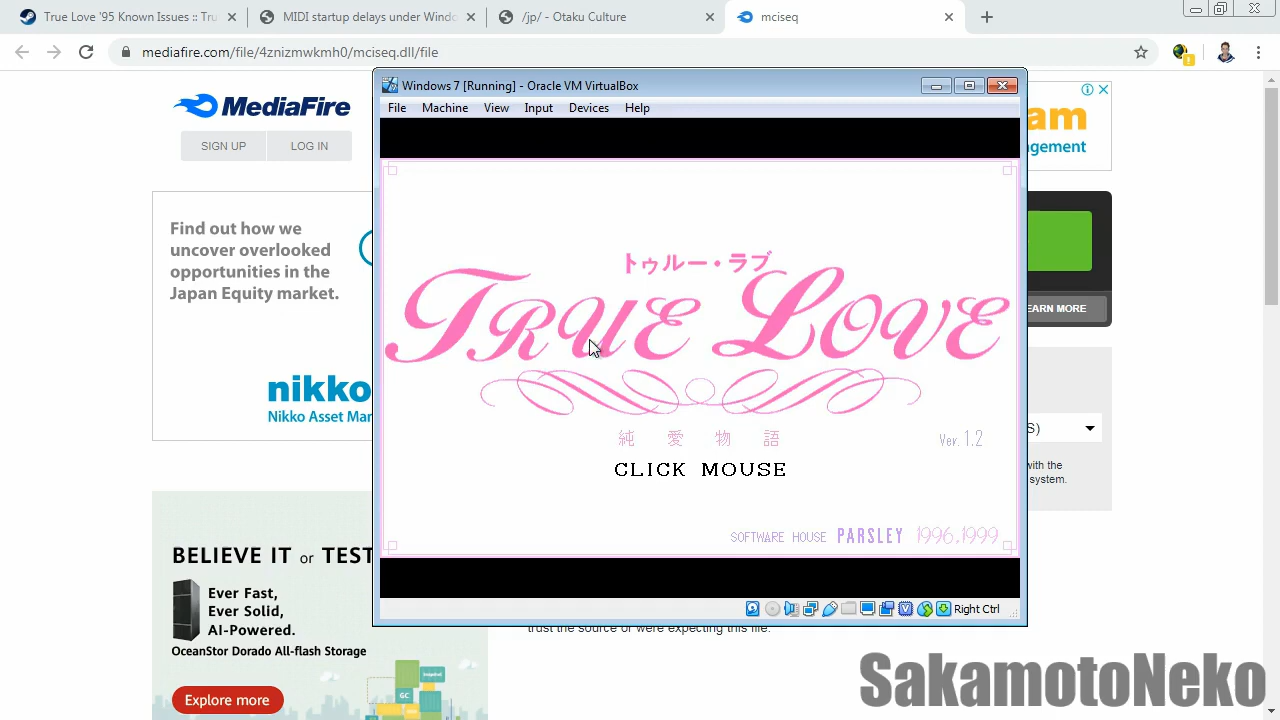 True Love '95 Known Issues :: Tru
MIDI startup delays under Windo
/jp/ - Otaku Culture
mciseq
mediafire.com/file/4znizmwkmh0/mciseq.dll/file
Windows 7 [Running] - Oracle VM VirtualBox
File Machine View Input Devices Help
MediaFire
SIGN UP
LOG IN
am
nagement
Find out how we
uncover overlooked
opportunities in the
Japan Equity market.
nikko
Nikko Asset Mar
EARN MORE
トゥルー・ラブ
TRUE LOVE
純愛物語
Ver. 1.2
CLICK MOUSE
SOFTWARE HOUSE PARSLEY 1996,1999
S)
with the
system.
BELIEVE IT or TEST
Ever Fast,
Ever Solid,
AI-Powered.
OceanStor Dorado All-flash Storage
GC
Explore more
Right Ctrl
trust the source or were expecting this file.
SakamotoNeko